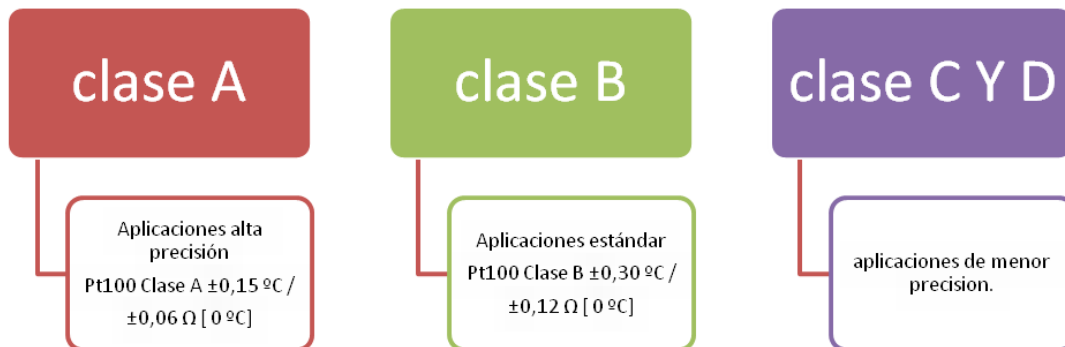 clase A
Aplicaciones alta
precisión
Pt100 Clase A ±0,15 ºC /
±0,06 Ω [ 0 ºC]
clase B
Aplicaciones estándar
Pt100 Clase B ±0,30 ºC /
±0,12 Ω [ 0 ºC]
clase C Y D
aplicaciones de menor
precision.